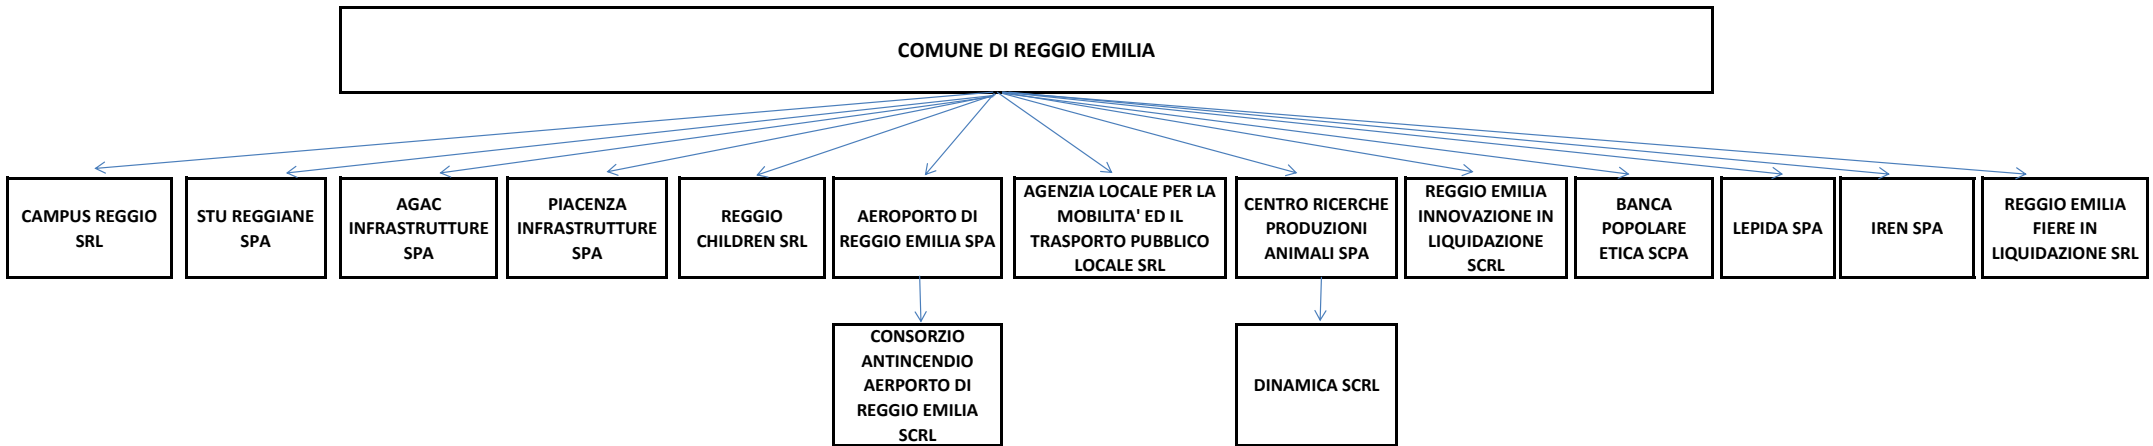 COMUNE DI REGGIO EMILIA
CAMPUS REGGIO
SRL
STU REGGIANE
SPA
AGAC
INFRASTRUTTURE
SPA
PIACENZA
INFRASTRUTTURE
SPA
REGGIO
CHILDREN SRL
AEROPORTO DI
REGGIO EMILIA SPA
AGENZIA LOCALE PER LA
MOBILITA' ED IL
TRASPORTO PUBBLICO
LOCALE SRL
CENTRO RICERCHE
PRODUZIONI
ANIMALI SPA
REGGIO EMILIA
INNOVAZIONE IN
LIQUIDAZIONE
SCRL
BANCA
POPOLARE
ETICA SCPA
LEPIDA SPA
IREN SPA
REGGIO EMILIA
FIERE IN
LIQUIDAZIONE SRL
CONSORZIO
ANTINCENDIO
AERPORTO DI
REGGIO EMILIA
SCRL
DINAMICA SCRL